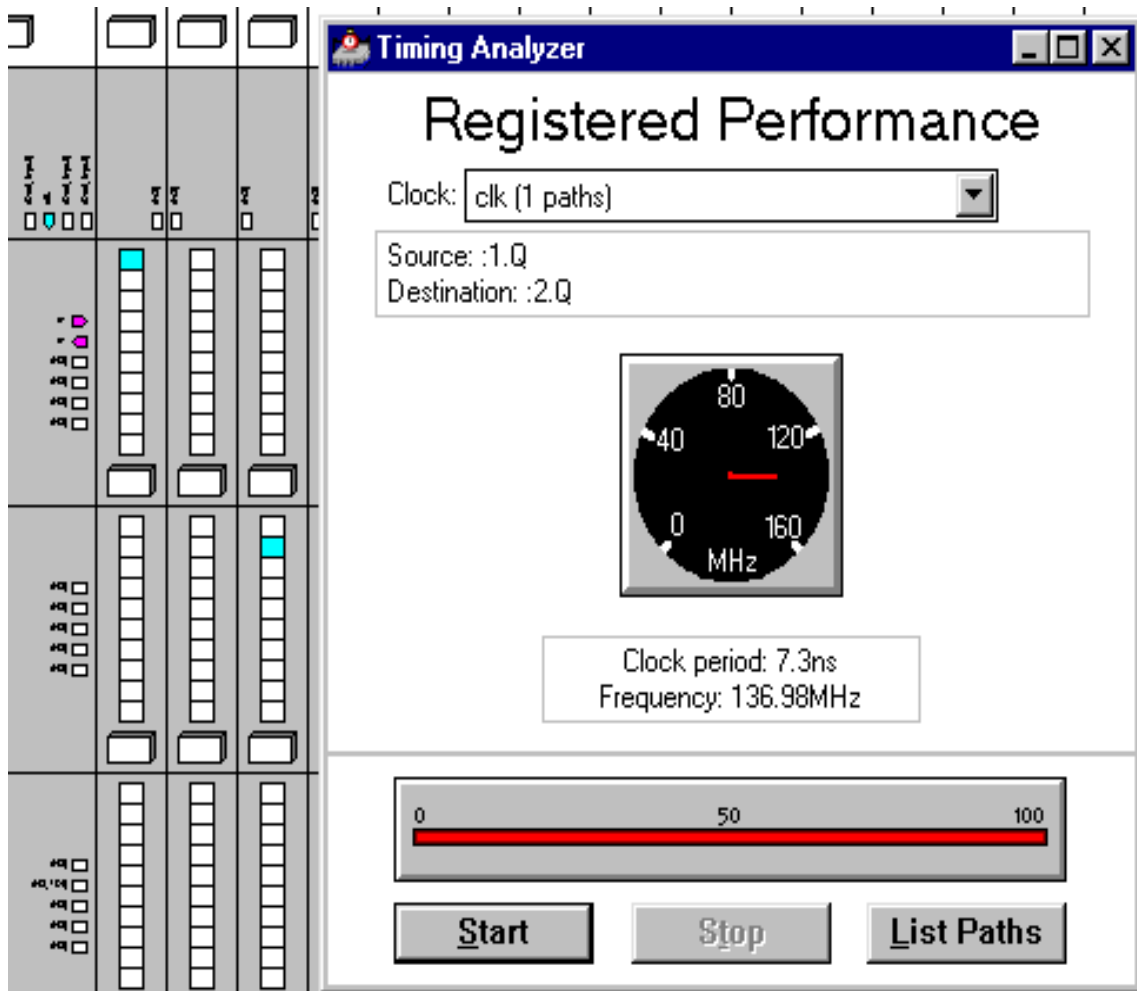 Timing Analyzer
Registered Performance
Clock: clk (1 paths)
Source: :1.Q
Destination: :2.Q
80
40 120
0 160
MHz
Clock period: 7.3ns
Frequency: 136.98MHz
0 50 100
Start Stop List Paths